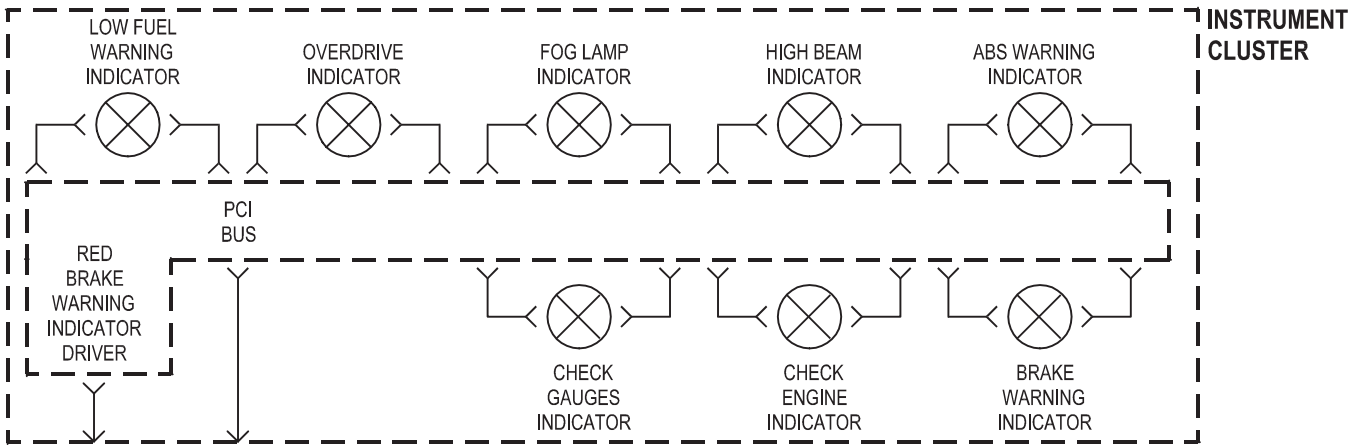 INSTRUMENT
CLUSTER
LOW FUEL
WARNING
INDICATOR
OVERDRIVE
INDICATOR
FOG LAMP
INDICATOR
HIGH BEAM
INDICATOR
ABS WARNING
INDICATOR
PCI
BUS
RED
BRAKE
WARNING
INDICATOR
DRIVER
CHECK
GAUGES
INDICATOR
CHECK
ENGINE
INDICATOR
BRAKE
WARNING
INDICATOR